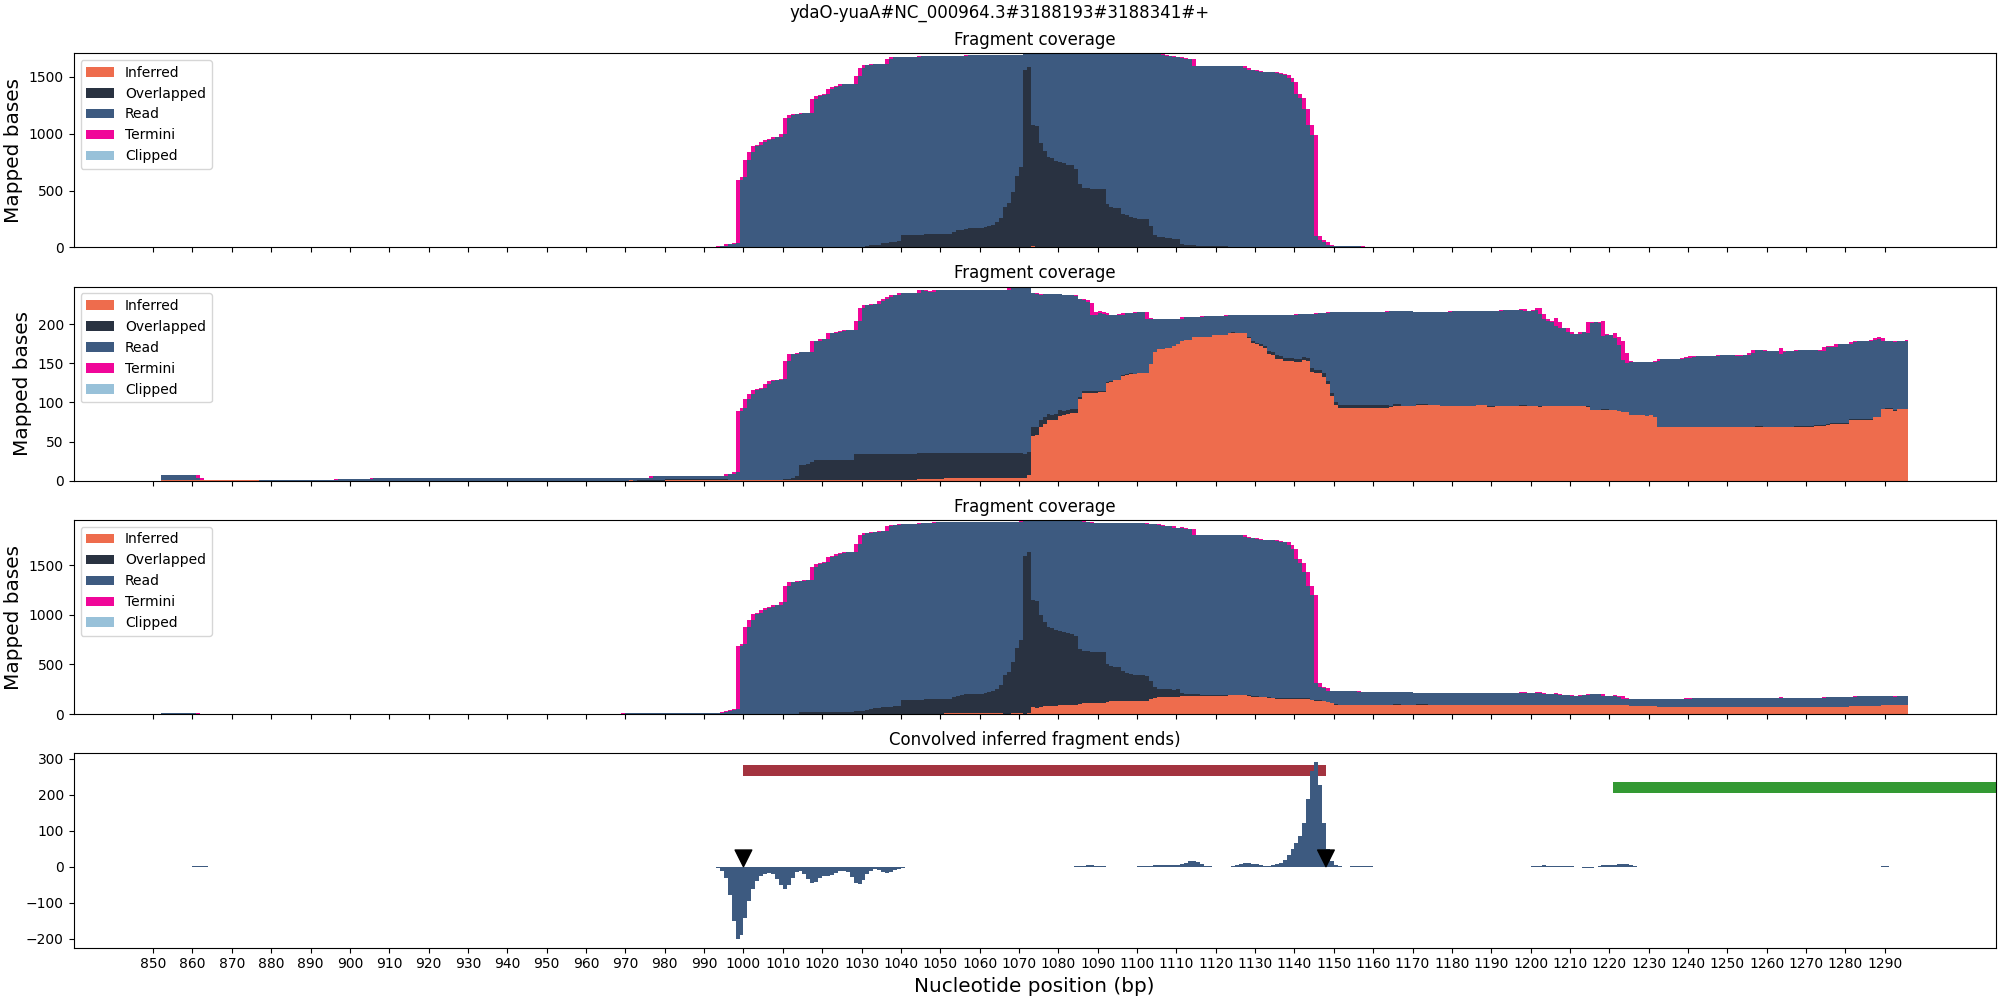 ydaO-yuaA#NC_000964.3#3188193#3188341#+
Fragment coverage
Mapped bases
1500
1000
500
0
Inferred
Overlapped
Read
Termini
Clipped
Fragment coverage
Mapped bases
200
150
100
50
0
Inferred
Overlapped
Read
Termini
Clipped
Fragment coverage
Mapped bases
1500
1000
500
0
Inferred
Overlapped
Read
Termini
Clipped
Convolved inferred fragment ends)
300
200
100
0
−100
−200
850 860 870 880 890 900 910 920 930 940 950 960 970 980 990 1000 1010 1020 1030 1040 1050 1060 1070 1080 1090 1100 1110 1120 1130 1140 1150 1160 1170 1180 1190 1200 1210 1220 1230 1240 1250 1260 1270 1280 1290
Nucleotide position (bp)